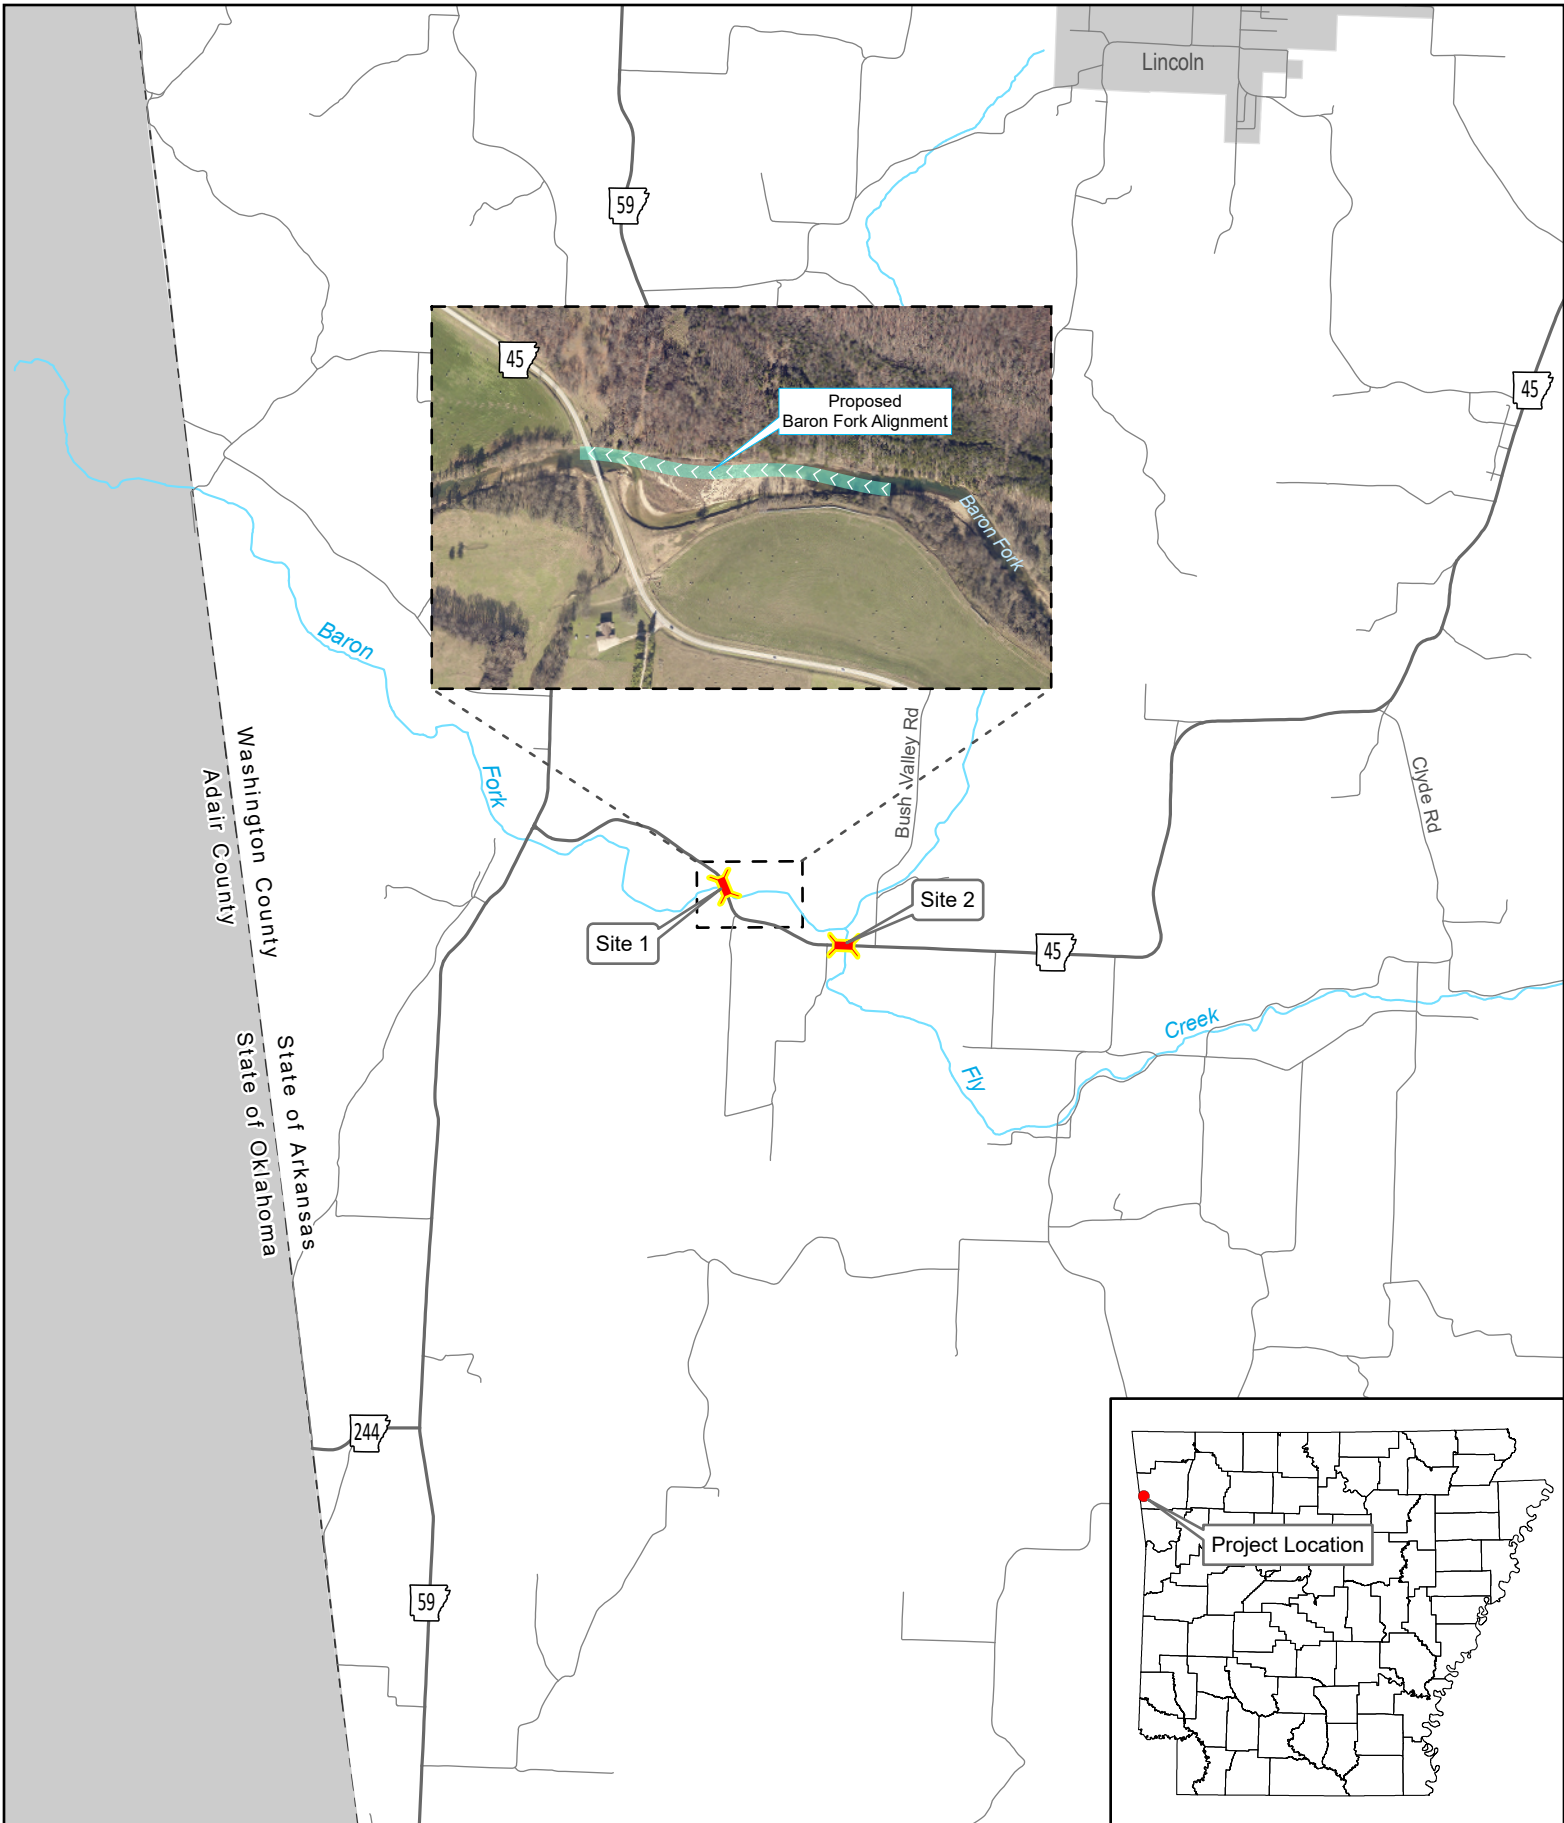 Lincoln
59
45
45
Proposed
Baron Fork Alignment
Baron Fork
Baron
Fork
Bush Valley Rd
Clyde Rd
Washington County
Adair County
Site 1
Site 2
45
Creek
Fly
State of Arkansas
State of Oklahoma
244
59
Project Location